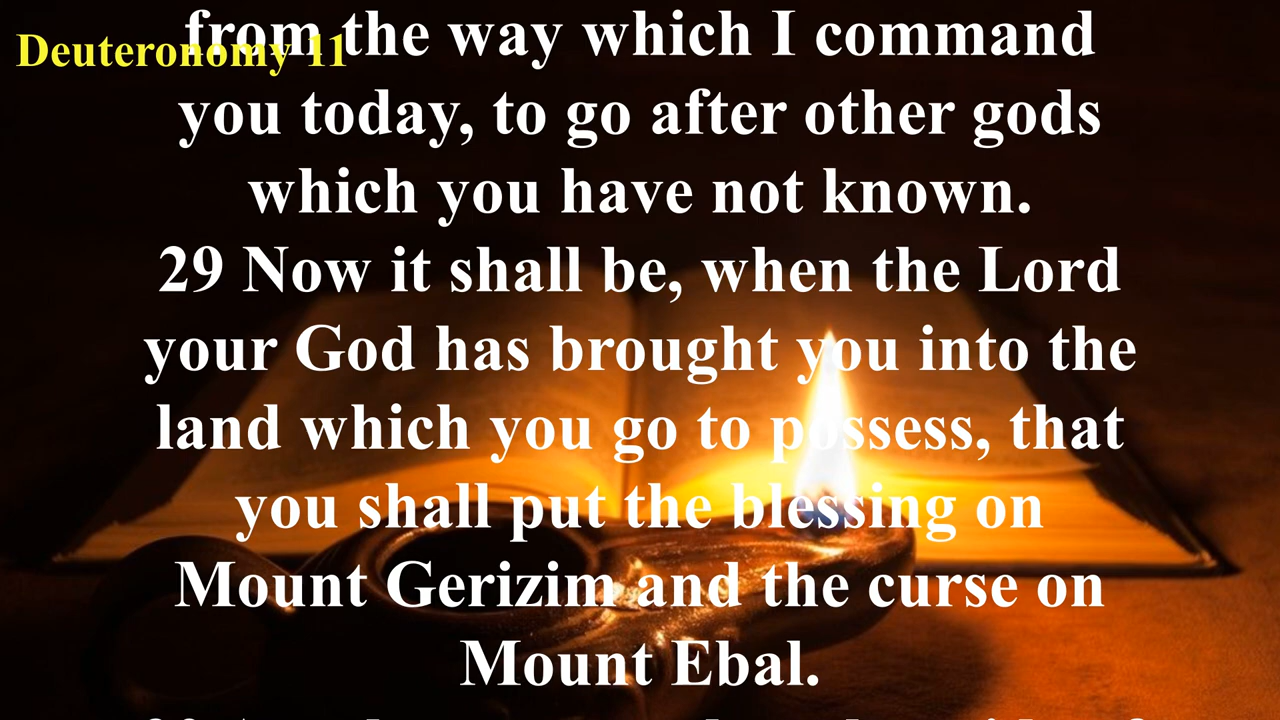 Deuteronomy 11
from the way which I command
you today, to go after other gods
which you have not known.
29 Now it shall be, when the Lord
your God has brought you into the
land which you go to possess, that
you shall put the blessing on
Mount Gerizim and the curse on
Mount Ebal.